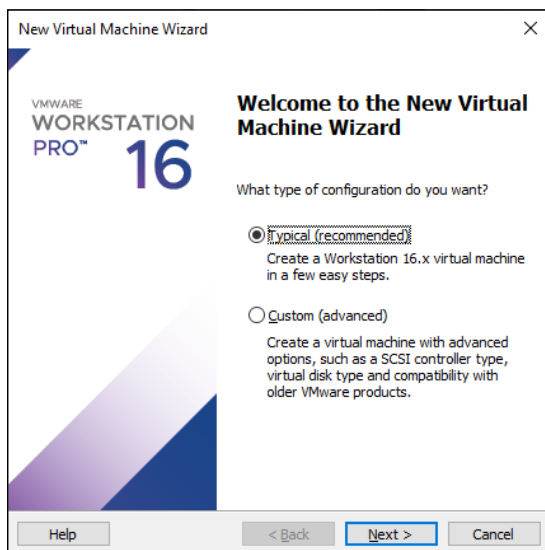 New Virtual Machine Wizard
VMWARE
WORKSTATION
PRO™ 16
Welcome to the New Virtual
Machine Wizard
What type of configuration do you want?
Typical (recommended)
Create a Workstation 16.x virtual machine
in a few easy steps.
Custom (advanced)
Create a virtual machine with advanced
options, such as a SCSI controller type,
virtual disk type and compatibility with
older VMware products.
Help < Back Next > Cancel